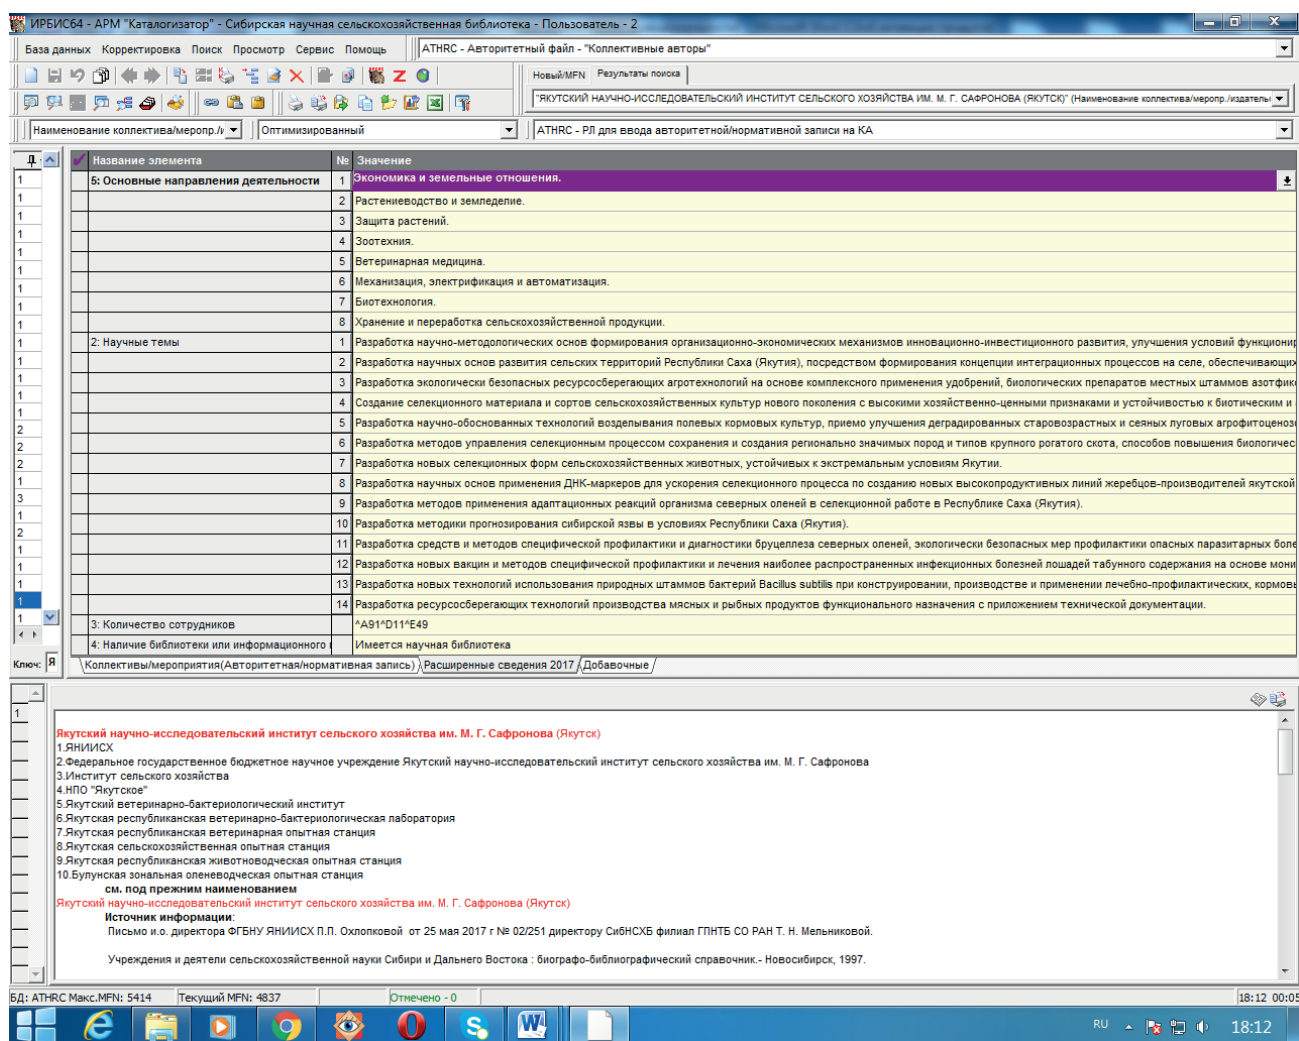 ИРБИС64 - АРМ "Каталогизатор" - Сибирская научная сельскохозяйственная библиотека - Пользователь - 2
База данных Корректировка Поиск Просмотр Сервис Помощь
ATHRC - Авторитетный файл - "Коллективные авторы"
Новый/MFN Результаты поиска
"ЯКУТСКИЙ НАУЧНО-ИССЛЕДОВАТЕЛЬСКИЙ ИНСТИТУТ СЕЛЬСКОГО ХОЗЯЙСТВА ИМ. М. Г. САФРОНОВА (ЯКУТСК)" (Наименование коллектива/меропр./издатель
Наименование коллектива/меропр./и
Оптимизированный
ATHRC - РЛ для ввода авторитетной/нормативной записи на КА
Название элемента № Значение
5: Основные направления деятельности 1 Экономика и земельные отношения.
2 Растениеводство и земледелие.
3 Защита растений.
4 Зоотехния.
5 Ветеринарная медицина.
6 Механизация, электрификация и автоматизация.
7 Биотехнология.
8 Хранение и переработка сельскохозяйственной продукции.
2: Научные темы 1 Разработка научно-методологических основ формирования организационно-экономических механизмов инновационно-инвестиционного развития, улучшения условий функционир
2 Разработка научных основ развития сельских территорий Республики Саха (Якутия), посредством формирования концепции интеграционных процессов на селе, обеспечивающих
3 Разработка экологически безопасных ресурсосберегающих агротехнологий на основе комплексного применения удобрений, биологических препаратов местных штаммов азотфик
4 Создание селекционного материала и сортов сельскохозяйственных культур нового поколения с высокими хозяйственно-ценными признаками и устойчивостью к биотическим и
5 Разработка научно-обоснованных технологий возделывания полевых кормовых культур, приемо улучшения деградированных старовозрастных и сеяных луговых агрофитоценоз
6 Разработка методов управления селекционным процессом сохранения и создания регионально значимых пород и типов крупного рогатого скота, способов повышения биологичес
7 Разработка новых селекционных форм сельскохозяйственных животных, устойчивых к экстремальным условиям Якутии.
8 Разработка научных основ применения ДНК-маркеров для ускорения селекционного процесса по созданию новых высокопродуктивных линий жеребцов-производителей якутской
9 Разработка методов применения адаптационных реакций организма северных оленей в селекционной работе в Республике Саха (Якутия).
10 Разработка методики прогнозирования сибирской язвы в условиях Республики Саха (Якутия).
11 Разработка средств и методов специфической профилактики и диагностики бруцеллеза северных оленей, экологически безопасных мер профилактики опасных паразитарных боле
12 Разработка новых вакцин и методов специфической профилактики и лечения наиболее распространенных инфекционных болезней лошадей табунного содержания на основе мони
13 Разработка новых технологий использования природных штаммов бактерий Bacillus subtilis при конструировании, производстве и применении лечебно-профилактических, кормовы
14 Разработка ресурсосберегающих технологий производства мясных и рыбных продуктов функционального назначения с приложением технической документации.
3: Количество сотрудников ^A91^D11^E49
4: Наличие библиотеки или информационного Имеется научная библиотека
Ключ: Я
Коллективы/мероприятия(Авторитетная/нормативная запись) Расширенные сведения 2017 Добавочные
1
Якутский научно-исследовательский институт сельского хозяйства им. М. Г. Сафронова (Якутск)
1.ЯНИИСХ
2.Федеральное государственное бюджетное научное учреждение Якутский научно-исследовательский институт сельского хозяйства им. М. Г. Сафронова
3.Институт сельского хозяйства
4.НПО "Якутское"
5.Якутский ветеринарно-бактериологический институт
6.Якутская республиканская ветеринарно-бактериологическая лаборатория
7.Якутская республиканская ветеринарная опытная станция
8.Якутская сельскохозяйственная опытная станция
9.Якутская республиканская животноводческая опытная станция
10.Булунская зональная оленеводческая опытная станция
см. под прежним наименованием
Якутский научно-исследовательский институт сельского хозяйства им. М. Г. Сафронова (Якутск)
Источник информации:
Письмо и.о. директора ФГБНУ ЯНИИСХ П.П. Охлопковой от 25 мая 2017 г № 02/251 директору СибНСХБ филиал ГПНТБ СО РАН Т. Н. Мельниковой.
Учреждения и деятели сельскохозяйственной науки Сибири и Дальнего Востока : биографо-библиографический справочник.- Новосибирск, 1997.
БД: ATHRC Макс.MFN: 5414 Текущий MFN: 4837 Отмечено - 0 18:12 00:05
RU 18:12